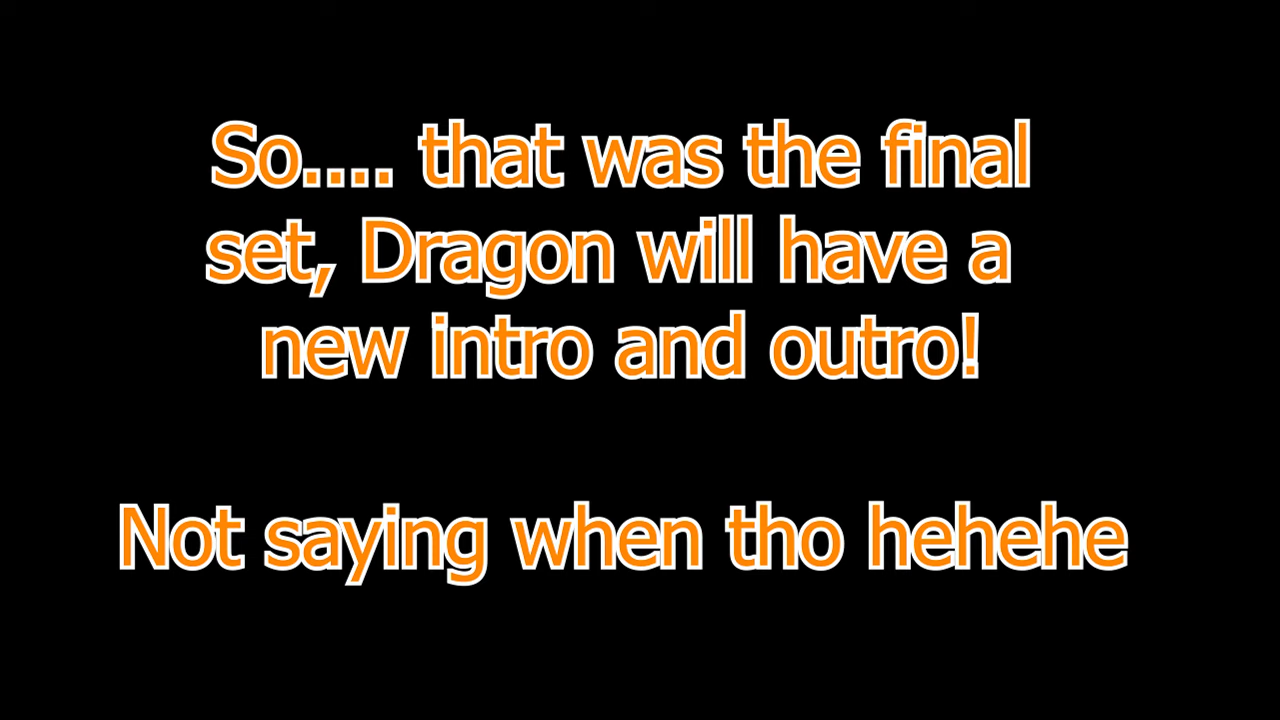 So.... that was the final
set, Dragon will have a
new intro and outro!
Not saying when tho hehehe